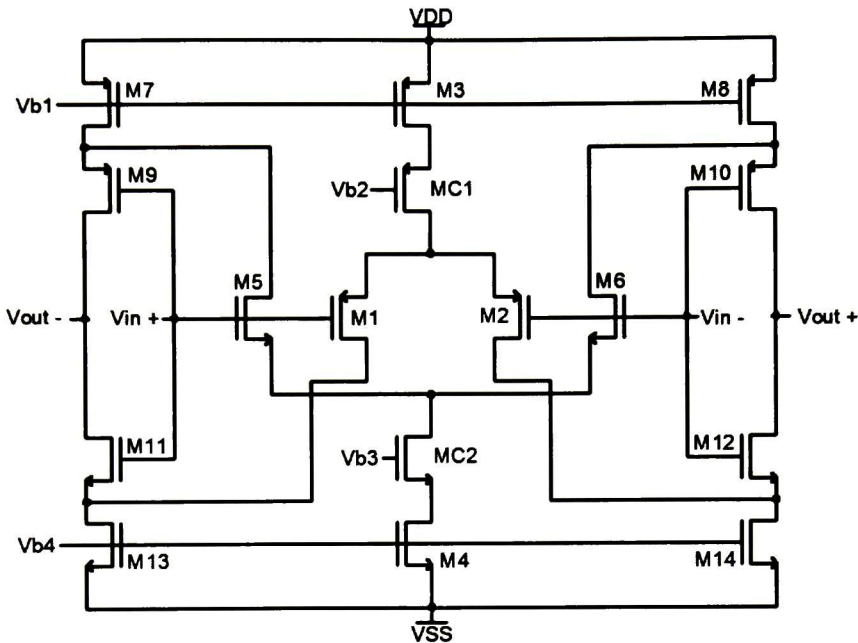 VDD
Vb1 M7 M3 M8
M9 Vb2 MC1 M10
M5 M6
Vout - Vin + M1 M2 Vin - Vout +
M11 Vb3 MC2 M12
Vb4 M13 M4 M14
VSS